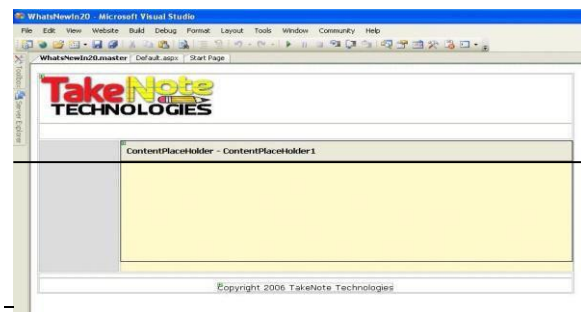 WhatsNewIn20 - Microsoft Visual Studio
File Edit View Website Build Debug Format Layout Tools Window Community Help
WhatsNewIn20.master Default.aspx Start Page
Toolbox
Server Explorer
TakeNote
TECHNOLOGIES
ContentPlaceHolder - ContentPlaceHolder1
Copyright 2006 TakeNote Technologies